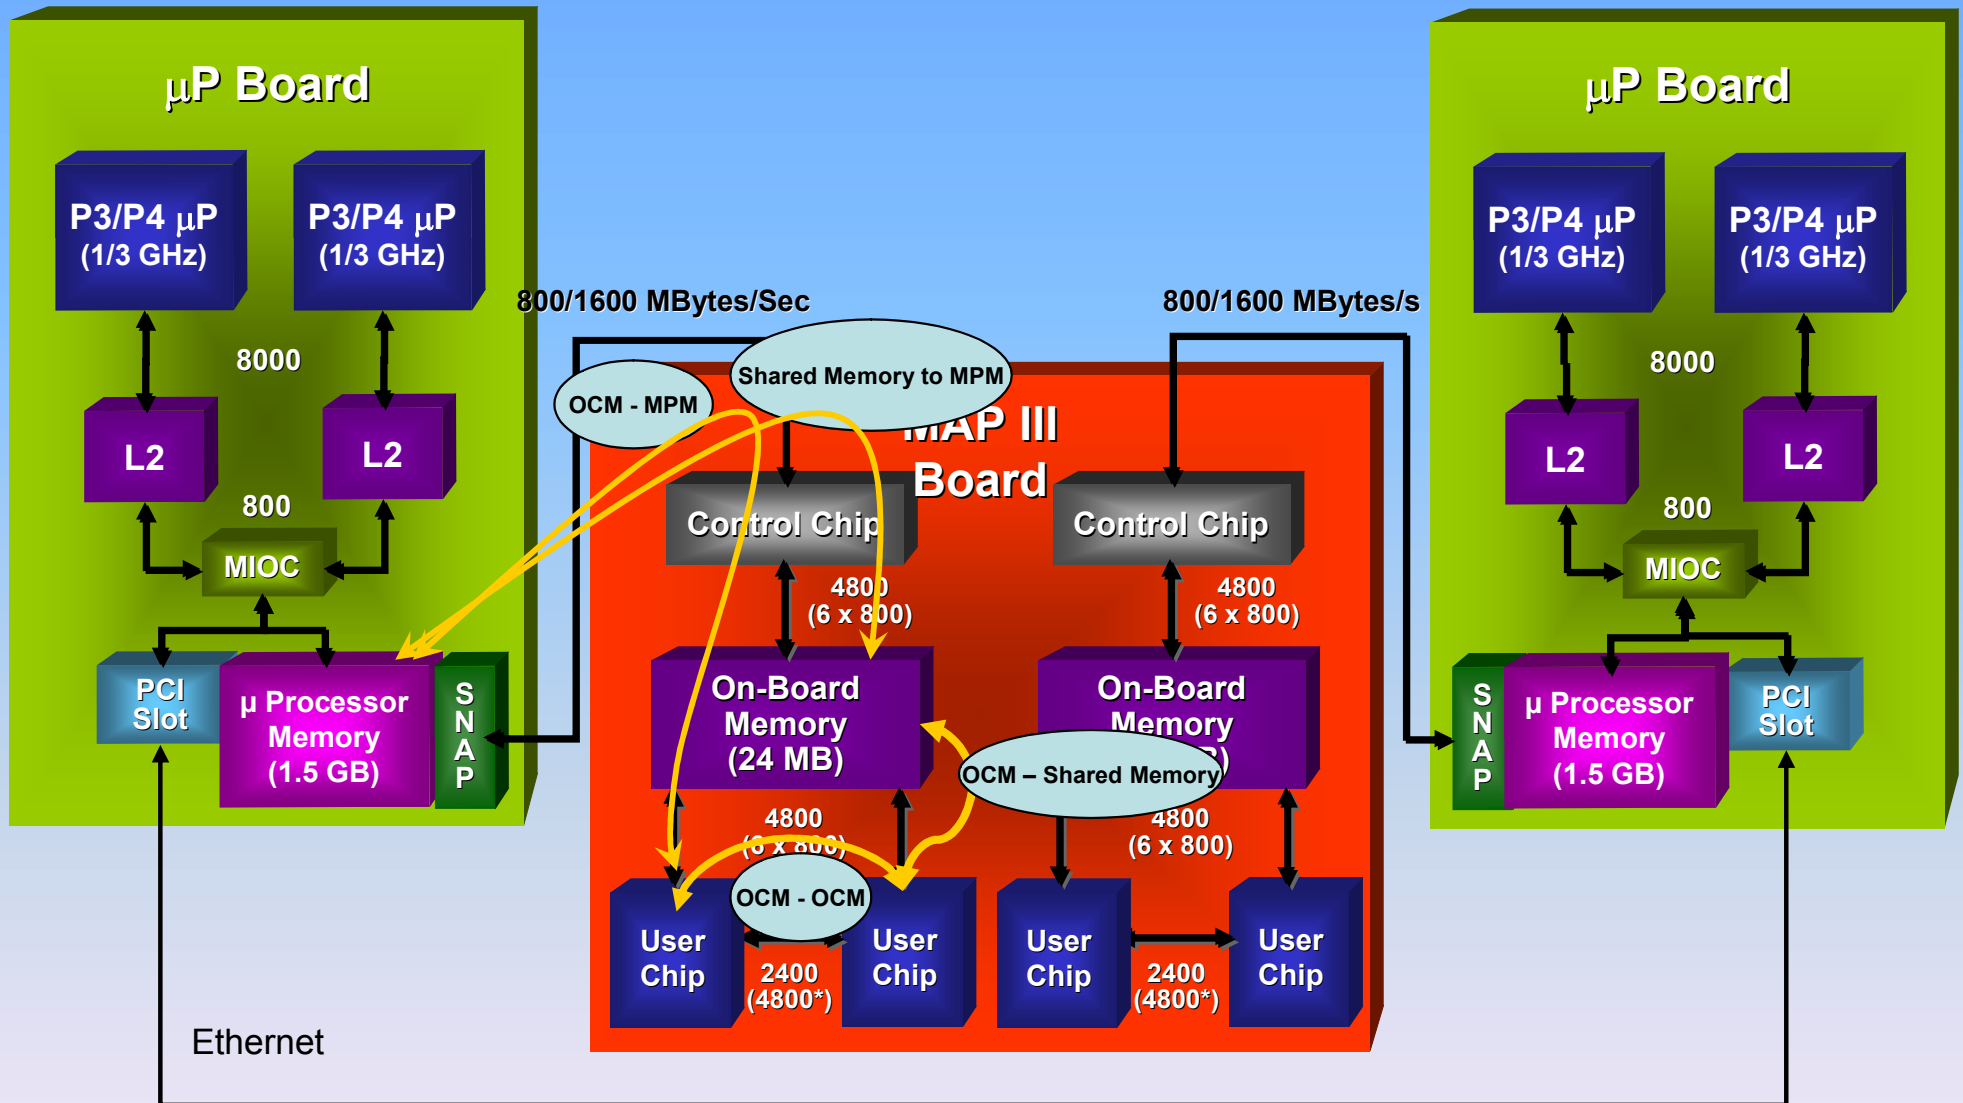 μP Board
P3/P4 μP
(1/3 GHz)
P3/P4 μP
(1/3 GHz)
8000
L2
L2
800
MIOC
PCI
Slot
μ Processor
Memory
(1.5 GB)
S
N
A
P
Ethernet
800/1600 MBytes/Sec
800/1600 MBytes/s
OCM - MPM
Shared Memory to MPM
MAP III
Board
Control Chip
Control Chip
4800
(6 x 800)
4800
(6 x 800)
On-Board
Memory
(24 MB)
On-Board
Memory
OCM – Shared Memory
4800
(6 x 800)
4800
(6 x 800)
OCM - OCM
User
Chip
2400
(4800*)
User
Chip
User
Chip
2400
(4800*)
User
Chip
μP Board
P3/P4 μP
(1/3 GHz)
P3/P4 μP
(1/3 GHz)
8000
L2
L2
800
MIOC
S
N
A
P
μ Processor
Memory
(1.5 GB)
PCI
Slot